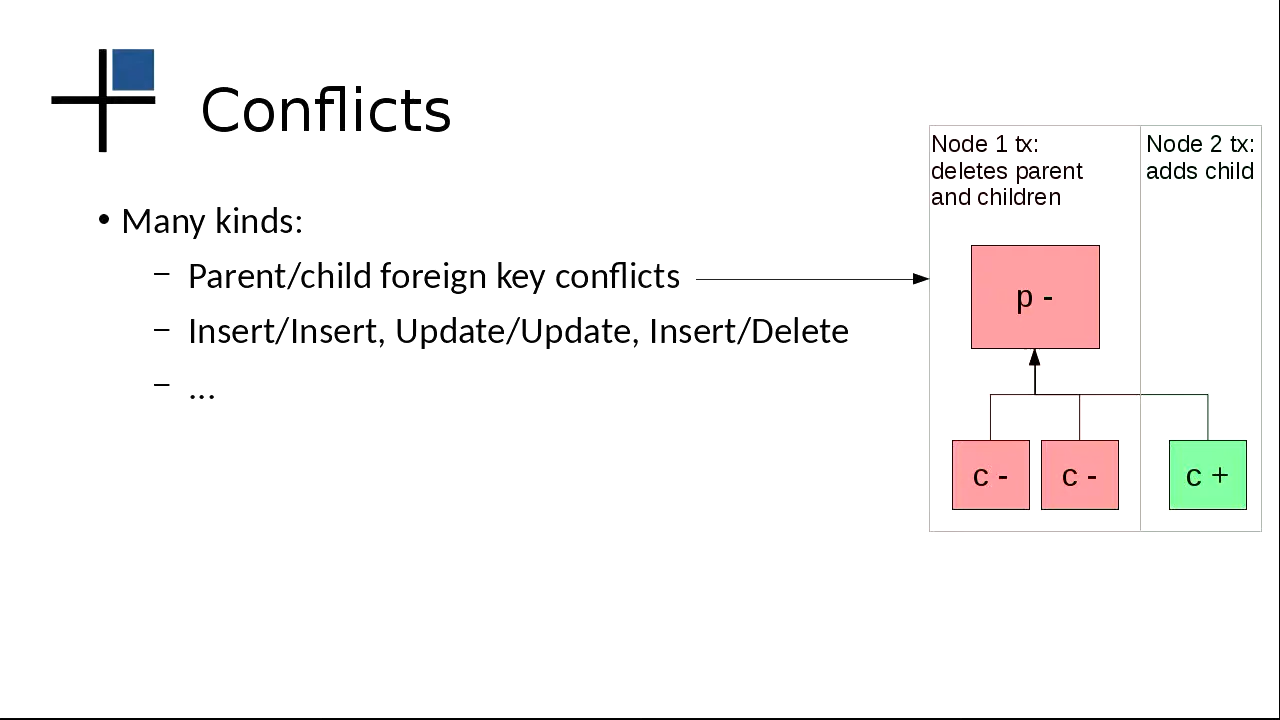 Conflicts
• Many kinds:
– Parent/child foreign key conflicts
– Insert/Insert, Update/Update, Insert/Delete
– ...
Node 1 tx:
deletes parent
and children
Node 2 tx:
adds child
p -
c -
c -
c +